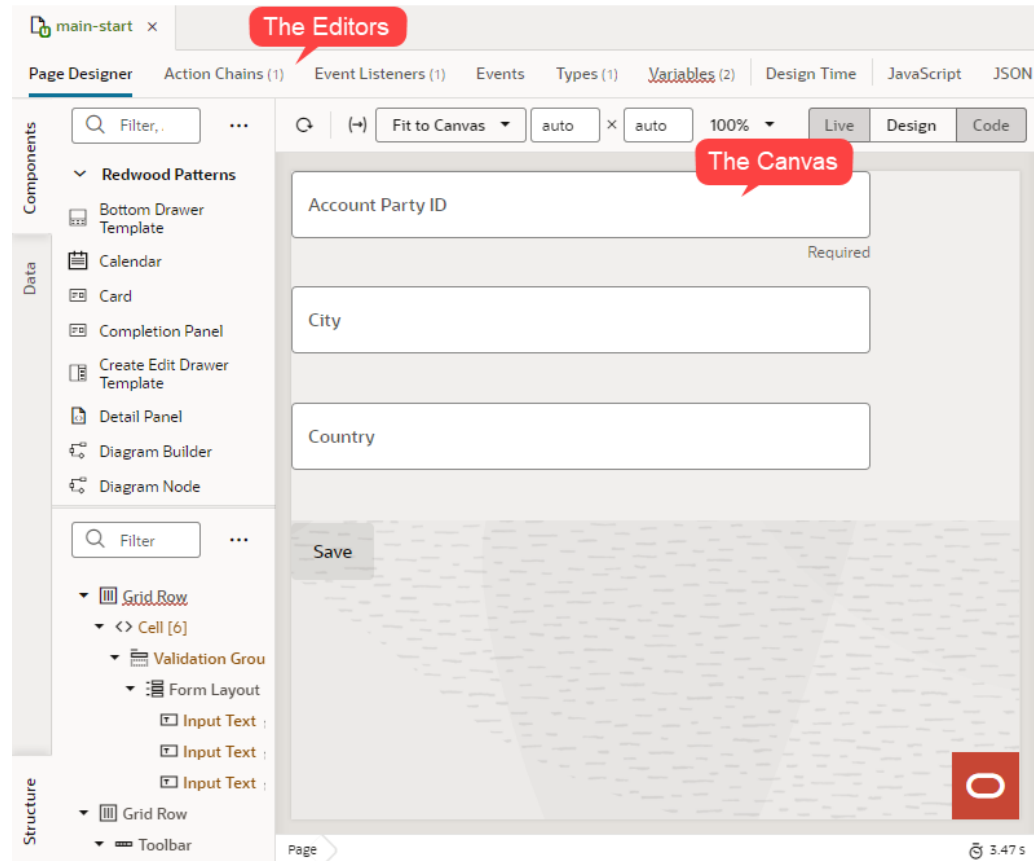 main-start ×
The Editors
Page Designer Action Chains (1) Event Listeners (1) Events Types (1) Variables (2) Design Time JavaScript JSON
Components
Data
Structure
Filter,.
Redwood Patterns
Bottom Drawer
Template
Calendar
Card
Completion Panel
Create Edit Drawer
Template
Detail Panel
Diagram Builder
Diagram Node
Filter
Grid Row
Cell [6]
Validation Grou
Form Layout
Input Text
Input Text
Input Text
Grid Row
Toolbar
Fit to Canvas auto × auto 100% Live Design Code
The Canvas
Account Party ID
Required
City
Country
Save
Page
3.47 s